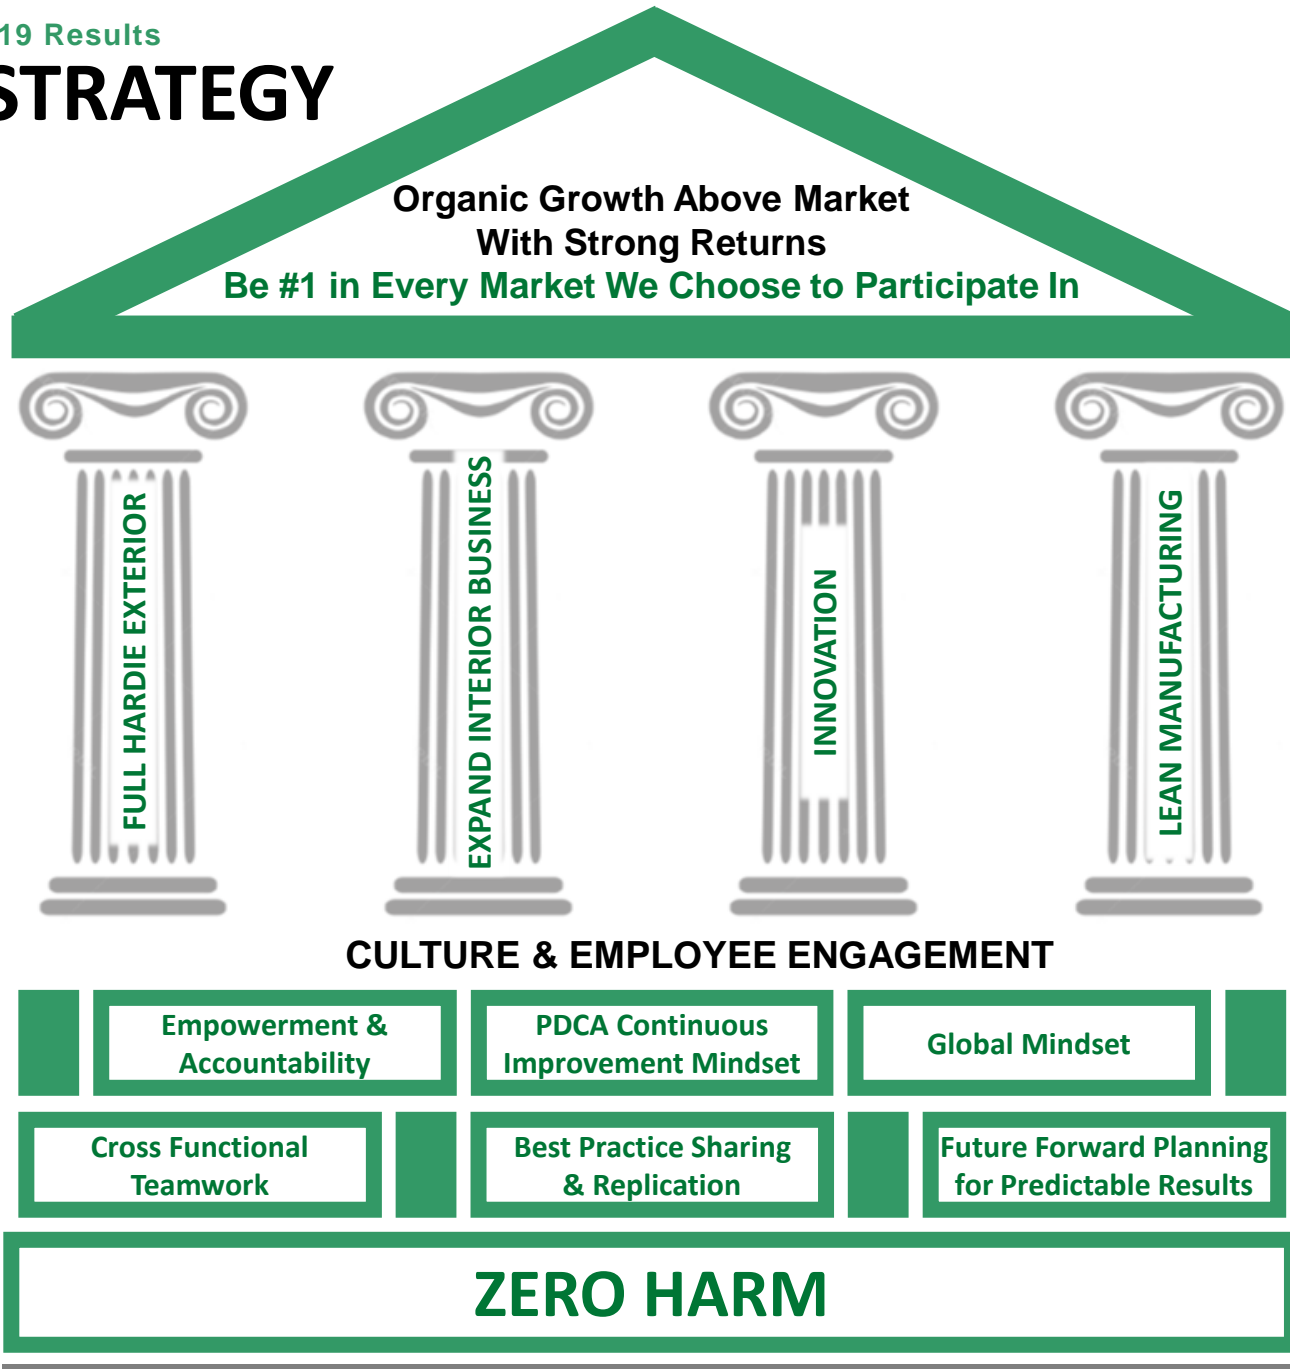 19 Results
STRATEGY
Organic Growth Above Market
With Strong Returns
Be #1 in Every Market We Choose to Participate In
FULL HARDIE EXTERIOR
EXPAND INTERIOR BUSINESS
INNOVATION
LEAN MANUFACTURING
CULTURE & EMPLOYEE ENGAGEMENT
Empowerment &
Accountability
PDCA Continuous
Improvement Mindset
Global Mindset
Cross Functional
Teamwork
Best Practice Sharing
& Replication
Future Forward Planning
for Predictable Results
ZERO HARM